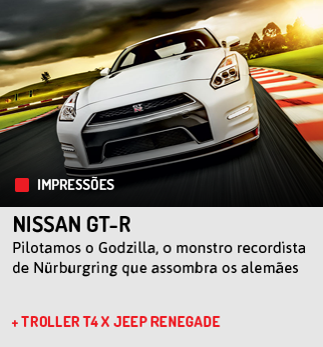 IMPRESSÕES
NISSAN GT-R
Pilotamos o Godzilla, o monstro recordista
de Nürburgring que assombra os alemães
+ TROLLER T4 X JEEP RENEGADE